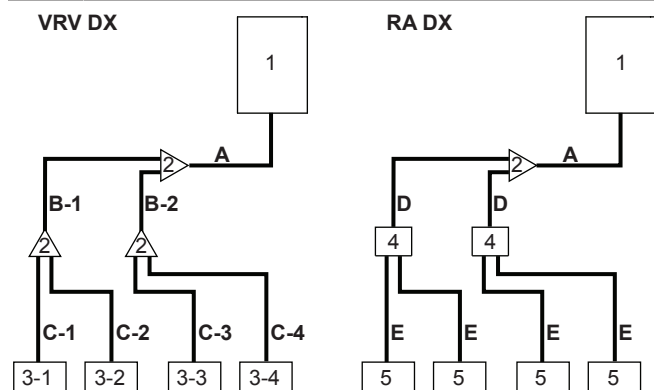 VRV DX RA DX
1 1
2 A 2 A
B-1 B-2 D D
2 2 4 4
C-1 C-2 C-3 C-4 E E E E
3-1 3-2 3-3 3-4 5 5 5 5